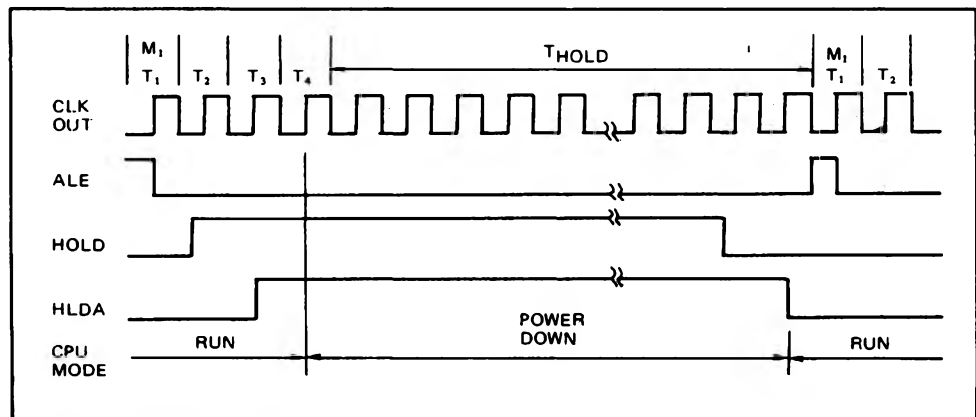 M₁ T_HOLD M₁
T₁ T₂ T₃ T₄ T₁ T₂
CLK
OUT
ALE
HOLD
HLDA
CPU
MODE
RUN
POWER
DOWN
RUN